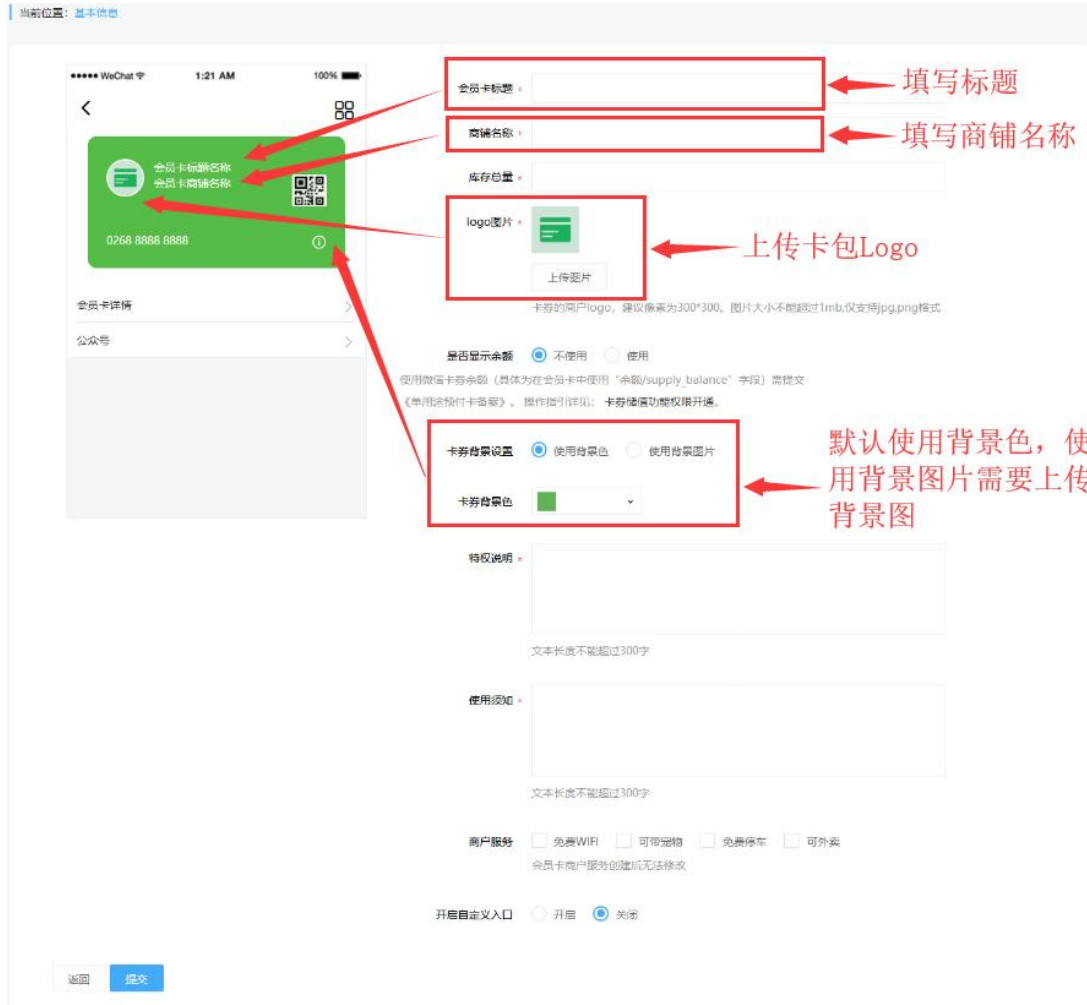 当前位置：基本信息
●●●●● WeChat
1:21 AM
100%
会员卡标题名称
会员卡商铺名称
0268 8888 8888
会员卡详情
公众号
会员卡标题 *
填写标题
商铺名称 *
填写商铺名称
库存总量 *
logo图片 *
上传图片
上传卡包Logo
卡券的商户logo，建议像素为300*300。图片大小不能超过1mb,仅支持jpg,png格式
是否显示余额 不使用 使用
使用微信卡券余额（具体为在会员卡中使用“余额/supply_balance”字段）需提交
《单用途预付卡备案》。操作指引详见：卡券储值功能权限开通。
卡券背景设置 使用背景色 使用背景图片
卡券背景色
默认使用背景色，使
用背景图片需要上传
背景图
特权说明 *
文本长度不能超过300字
使用须知 *
文本长度不能超过300字
商户服务 免费WIFI 可带宠物 免费停车 可外卖
会员卡商户服务创建后无法修改
开启自定义入口 开启 关闭
返回 提交